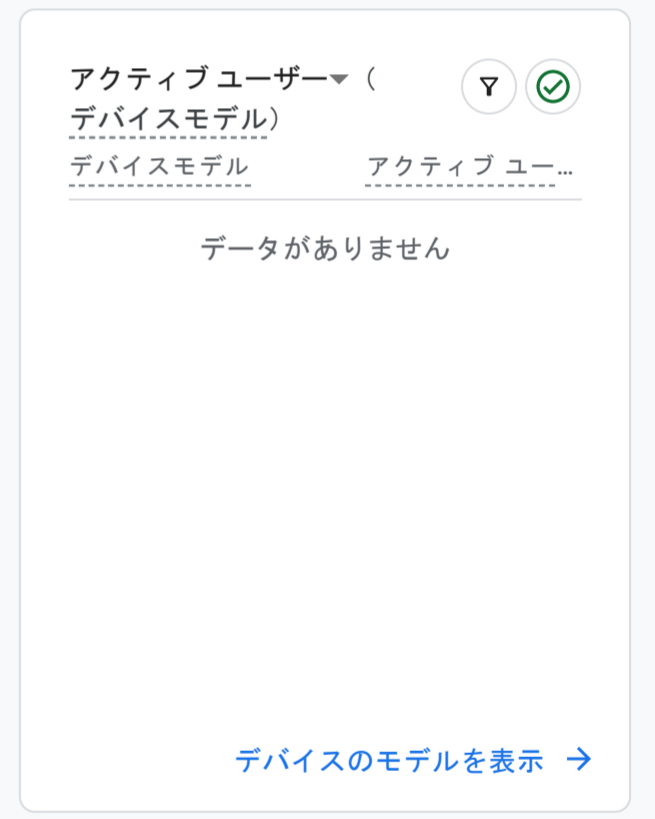 アクティブ ユーザー（
デバイスモデル）
デバイスモデル アクティブ ユー...
データがありません
デバイスのモデルを表示